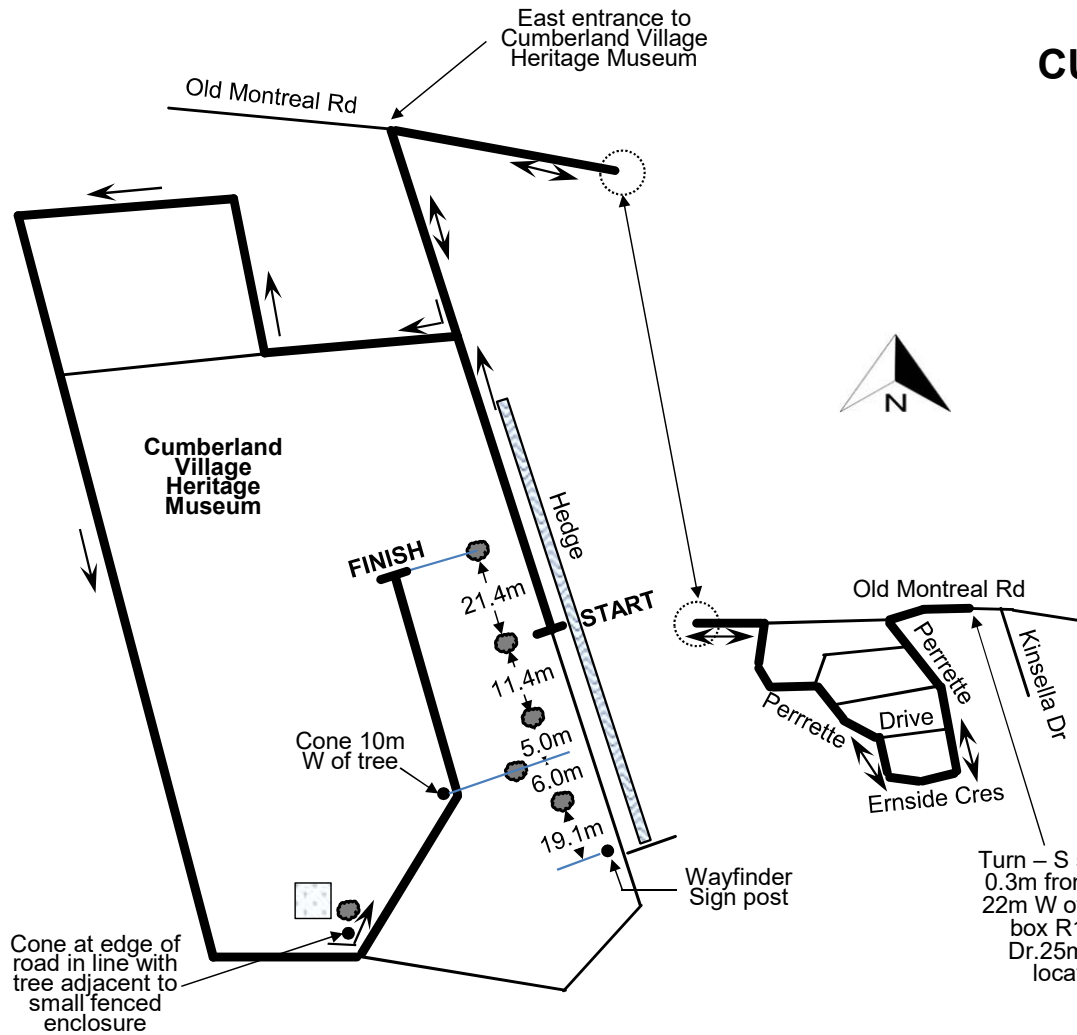 East entrance to
Cumberland Village
Heritage Museum
CU
Old Montreal Rd
N
Cumberland
Village
Heritage
Museum
Hedge
FINISH
START
21.4m
11.4m
5.0m
6.0m
19.1m
Cone 10m
W of tree
Wayfinder
Sign post
Cone at edge of
road in line with
tree adjacent to
small fenced
enclosure
Old Montreal Rd
Perrrette
Kinsella Dr
Perrrette
Drive
Ernside Cres
Turn – S
0.3m from
22m W o
box R1
Dr.25m
loca